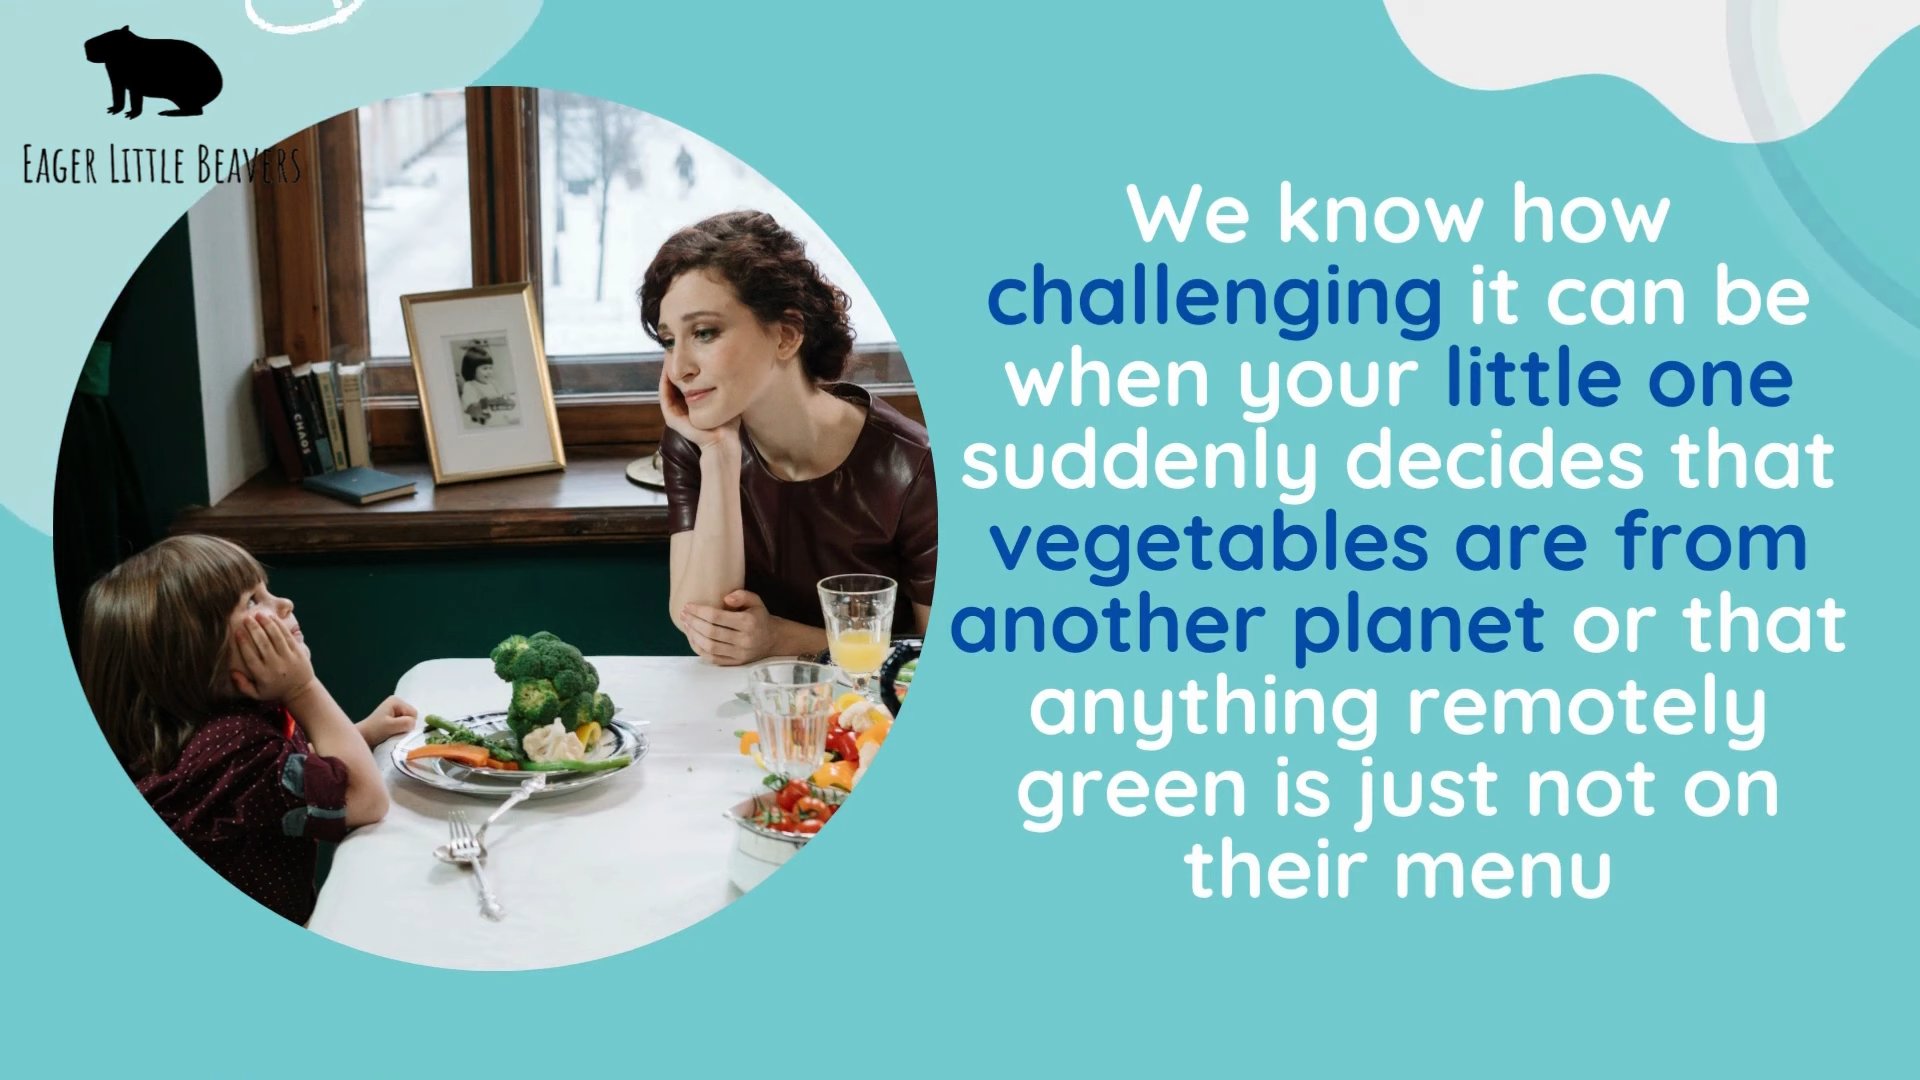 EAGER LITTLE BEAVERS
CHAOS
We know how
challenging it can be
when your little one
suddenly decides that
vegetables are from
another planet or that
anything remotely
green is just not on
their menu